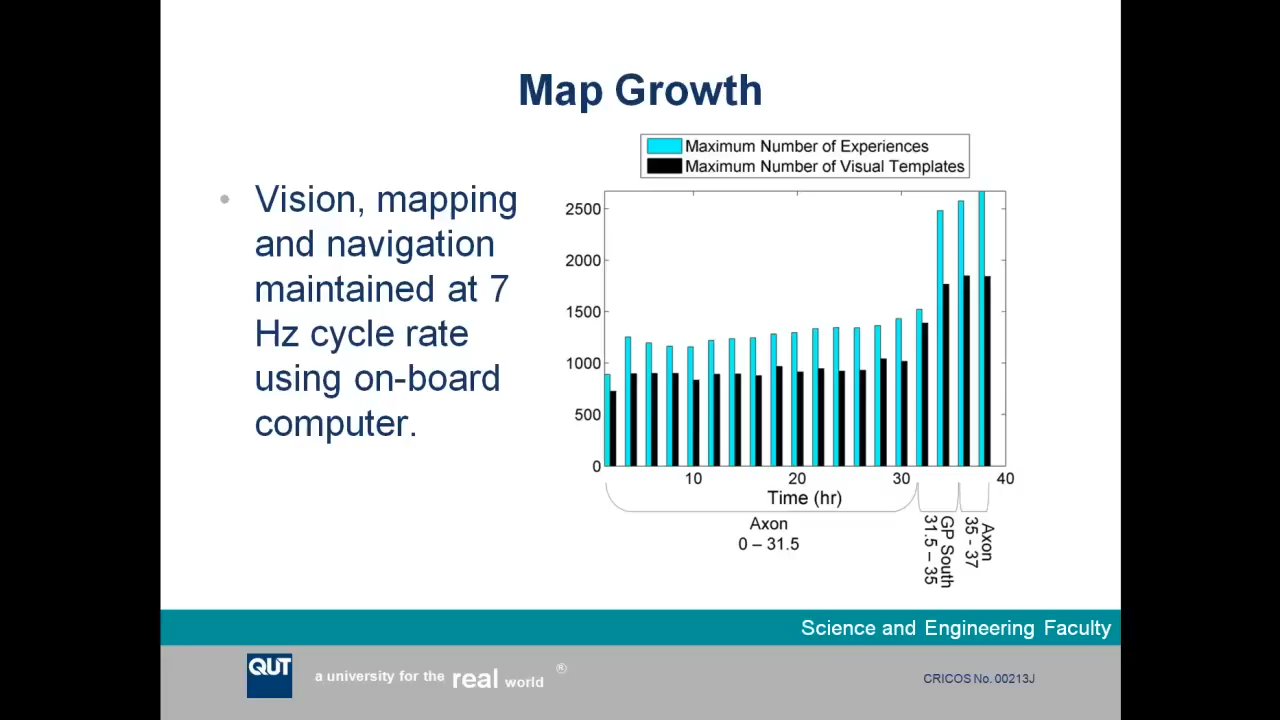 Map Growth
Vision, mapping
and navigation
maintained at 7
Hz cycle rate
using on-board
computer.
Maximum Number of Experiences
Maximum Number of Visual Templates
2500
2000
1500
1000
500
0
10 20 30 40
Time (hr)
Axon
0 – 31.5
GP South
31.5 – 35
Axon
35 - 37
Science and Engineering Faculty
QUT
a university for the real world ®
CRICOS No. 00213J